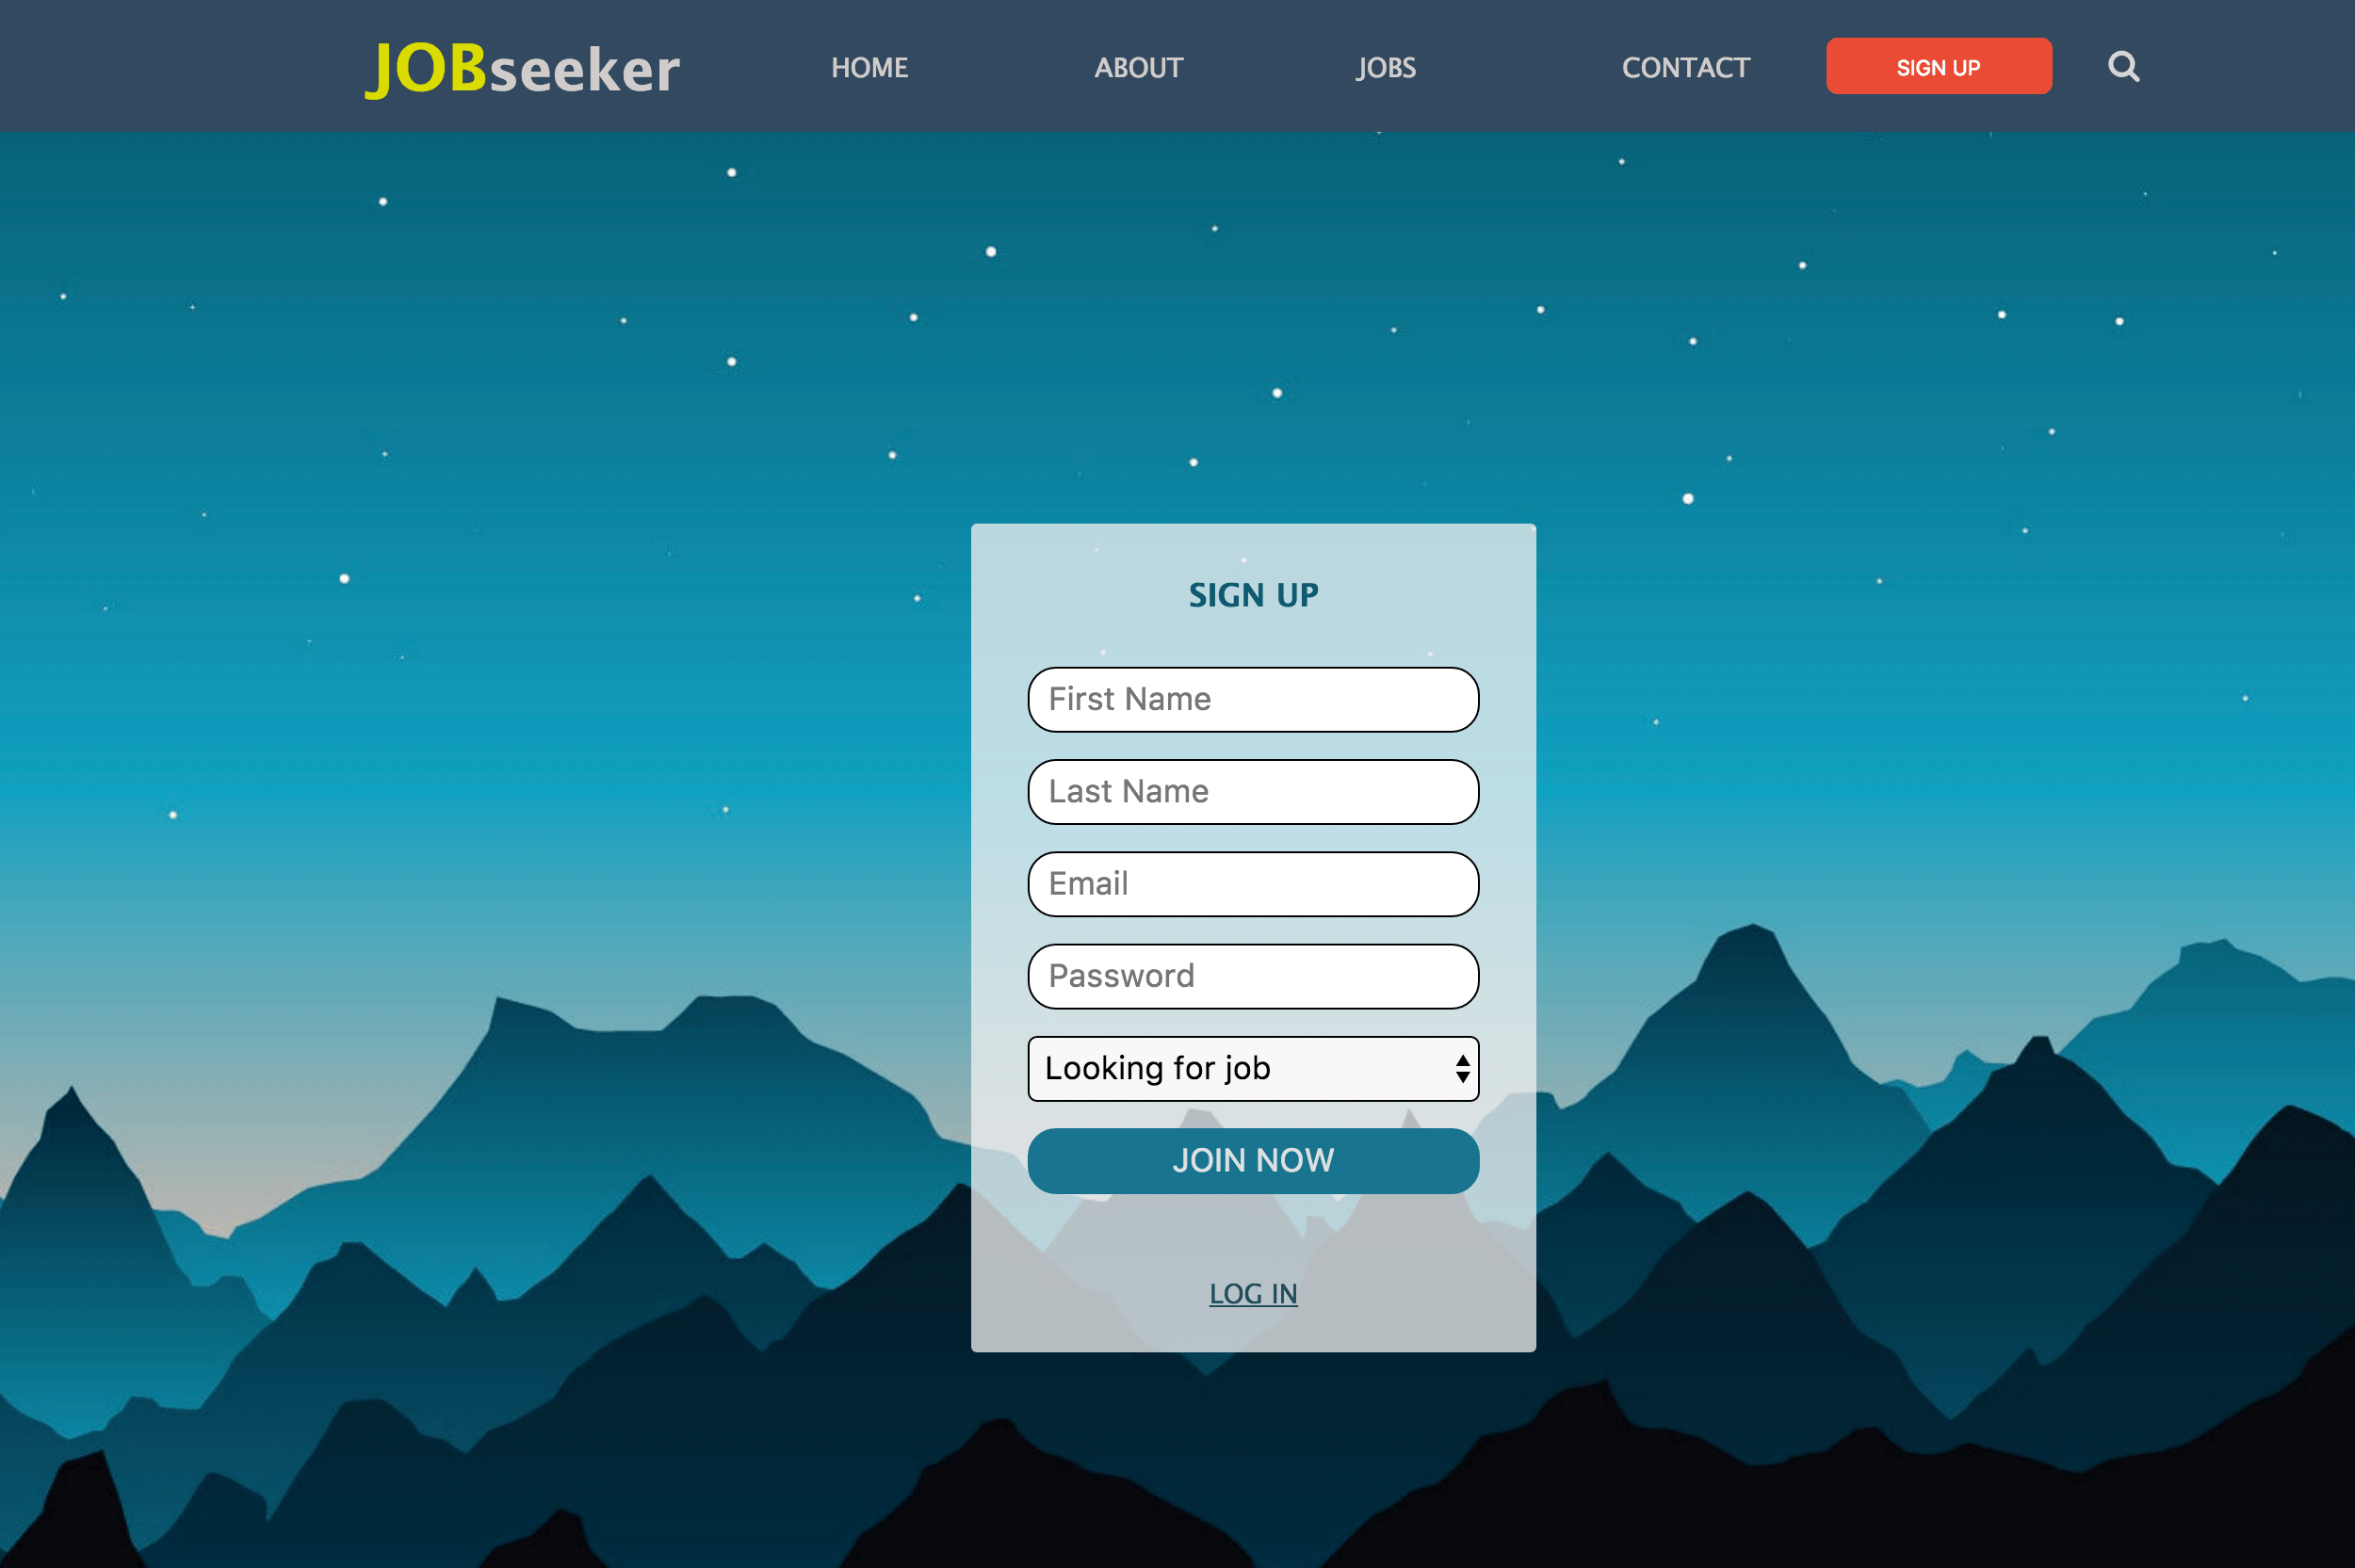 JOBseeker HOME ABOUT JOBS CONTACT SIGN UP
SIGN UP
First Name
Last Name
Email
Password
Looking for job
JOIN NOW
LOG IN